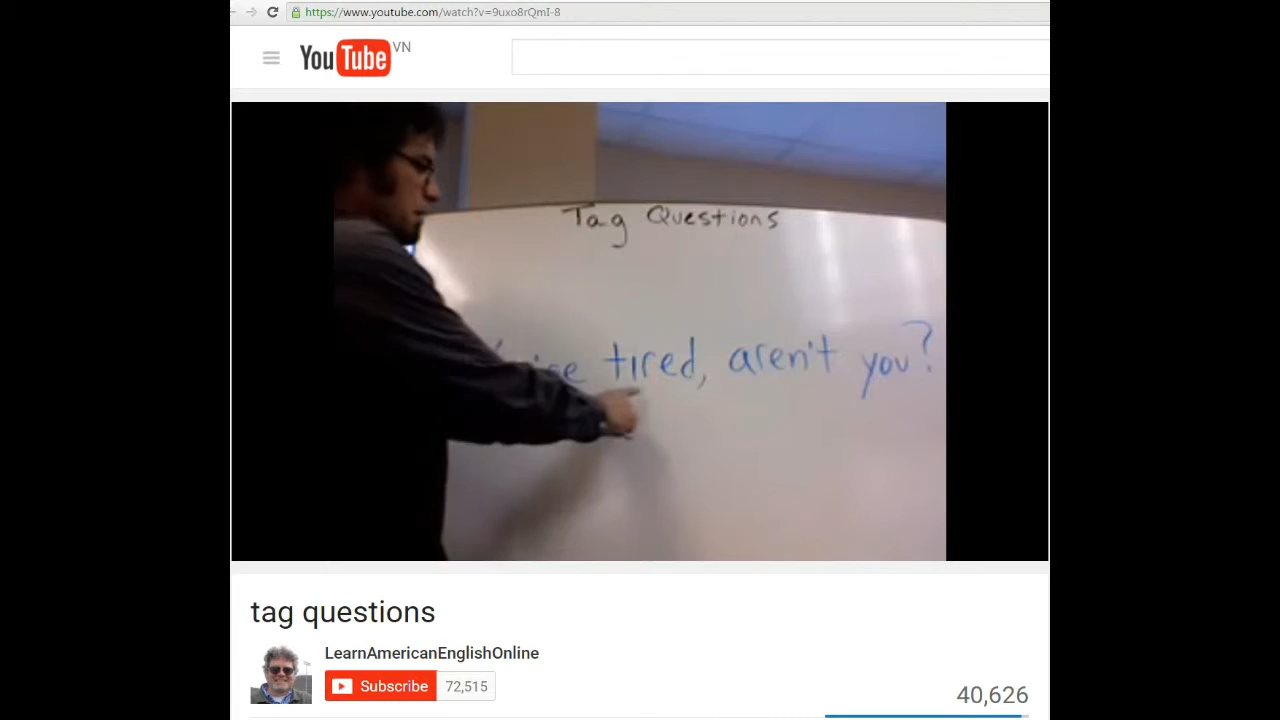 https://www.youtube.com/watch?v=9uxo8rQmI-8
YouTube VN
Tag Questions
tired, aren't you?
tag questions
LearnAmericanEnglishOnline
Subscribe 72,515
40,626